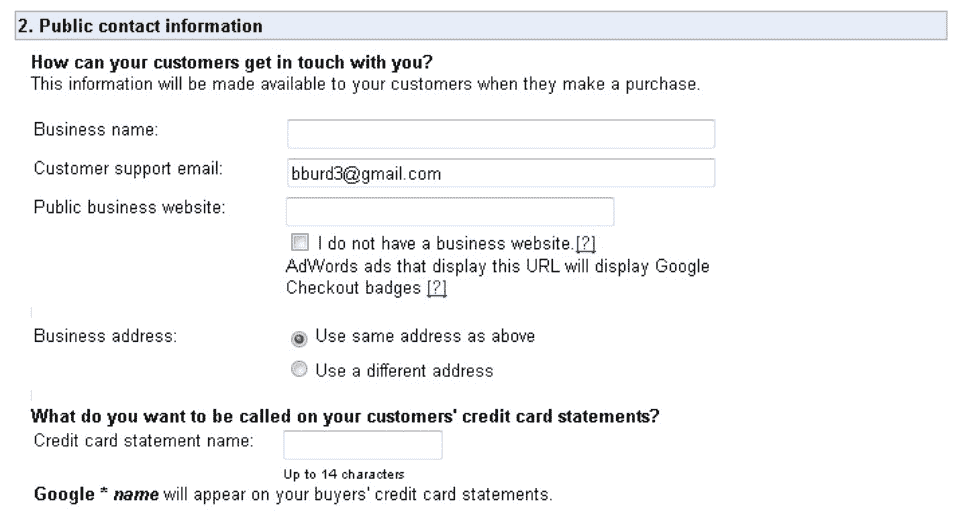 2. Public contact information
How can your customers get in touch with you?
This information will be made available to your customers when they make a purchase.
Business name:
Customer support email: bburd3@gmail.com
Public business website:
I do not have a business website.[?]
AdWords ads that display this URL will display Google
Checkout badges [?]
Business address: Use same address as above
Use a different address
What do you want to be called on your customers' credit card statements?
Credit card statement name:
Up to 14 characters
Google * name will appear on your buyers' credit card statements.